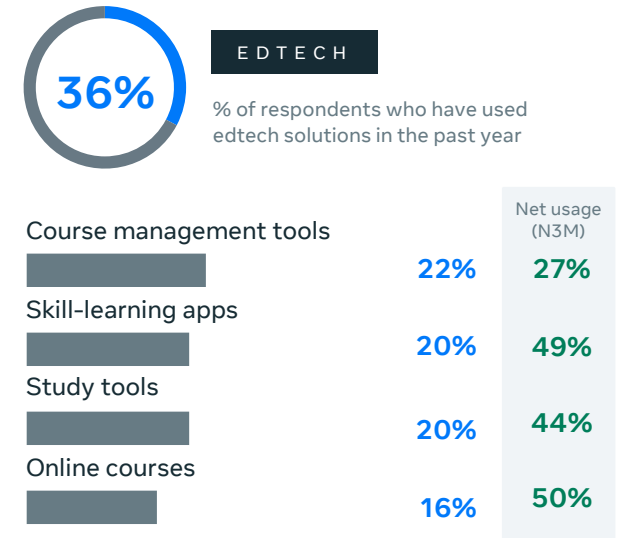 36%
EDTECH
% of respondents who have used
edtech solutions in the past year
Net usage
(N3M)
Course management tools
22% 27%
Skill-learning apps
20% 49%
Study tools
20% 44%
Online courses
16% 50%